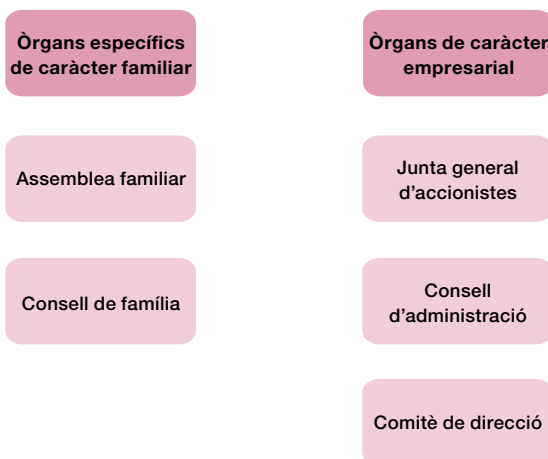 Òrgans específics
de caràcter familiar
Òrgans de caràcter
empresarial
Assemblea familiar
Junta general
d’accionistes
Consell de família
Consell
d’administració
Comitè de direcció